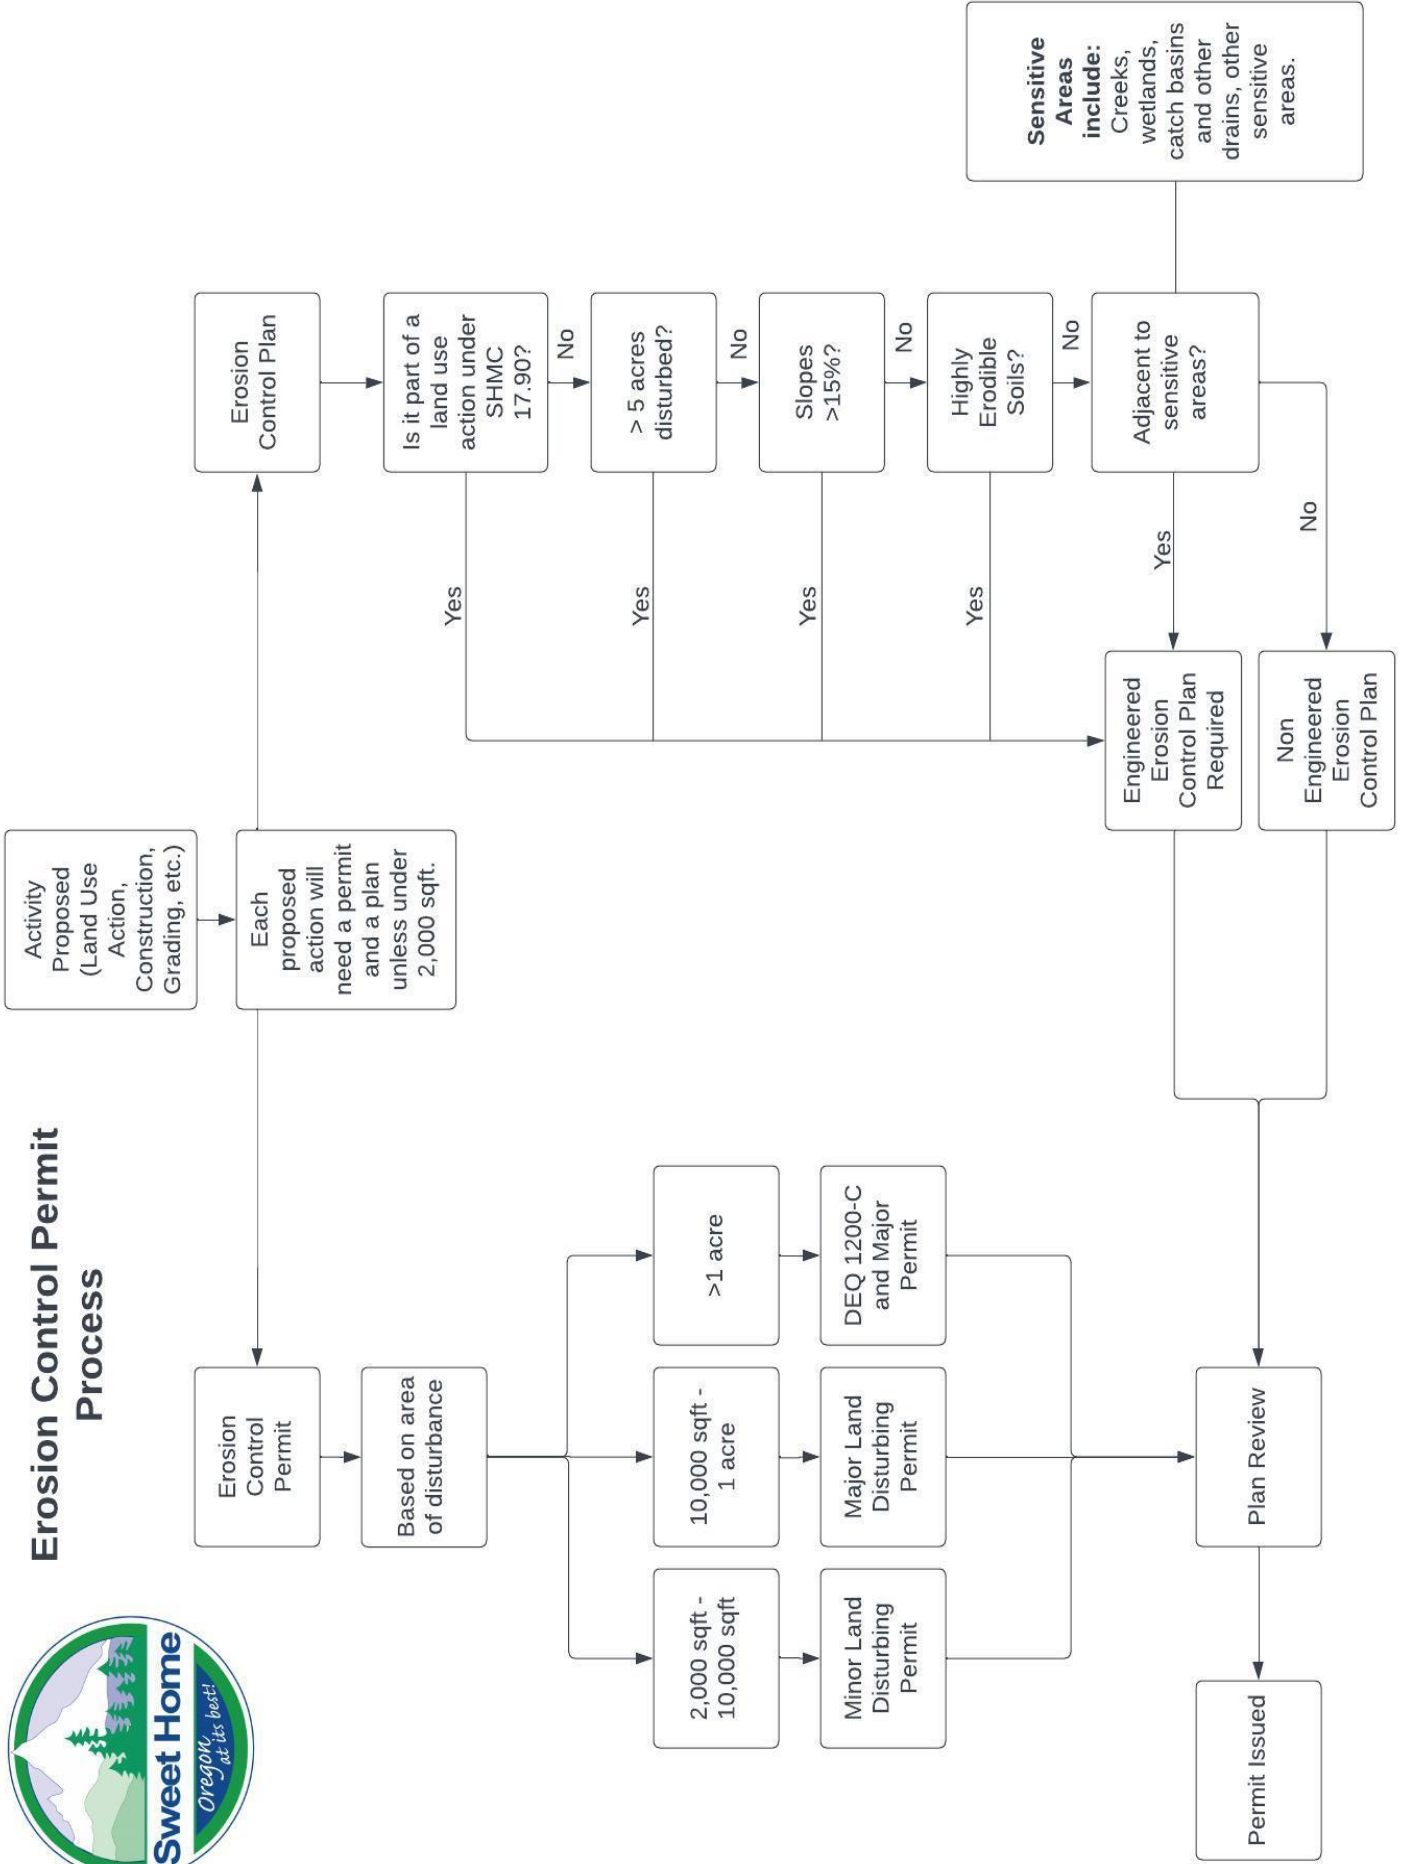 Sweet Home
Oregon
at its best!
Erosion Control Permit
Process
Activity
Proposed
(Land Use
Action,
Construction,
Grading, etc.)
Each
proposed
action will
need a permit
and a plan
unless under
2,000 sqft.
Erosion
Control
Permit
Based on area
of disturbance
2,000 sqft -
10,000 sqft
10,000 sqft -
1 acre
>1 acre
Minor Land
Disturbing
Permit
Major Land
Disturbing
Permit
DEQ 1200-C
and Major
Permit
Erosion
Control Plan
Is it part of a
land use
action under
SHMC
17.90?
Yes
No
> 5 acres
disturbed?
Yes
No
Slopes
>15%?
Yes
No
Highly
Erodible
Soils?
Yes
No
Adjacent to
sensitive
areas?
Yes
No
Sensitive
Areas
include:
Creeks,
wetlands,
catch basins
and other
drains, other
sensitive
areas.
Engineered
Erosion
Control Plan
Required
Non
Engineered
Erosion
Control Plan
Plan Review
Permit Issued